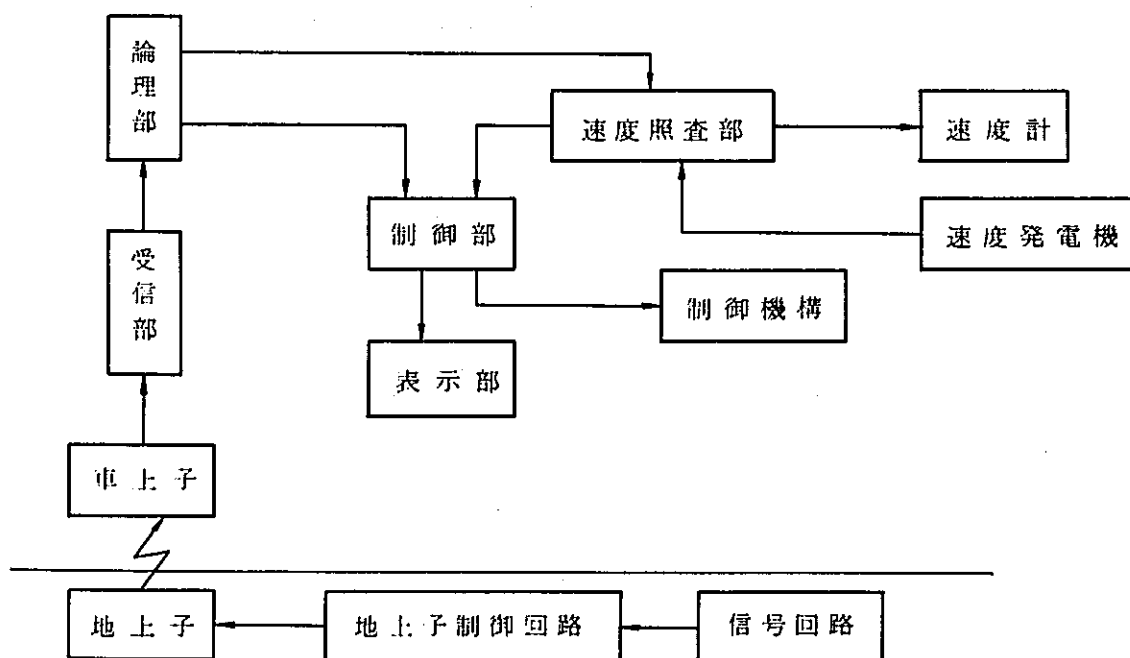 論理部
速度照査部
速度計
制御部
速度発電機
受信部
制御機構
表示部
車上子
地上子
地上子制御回路
信号回路